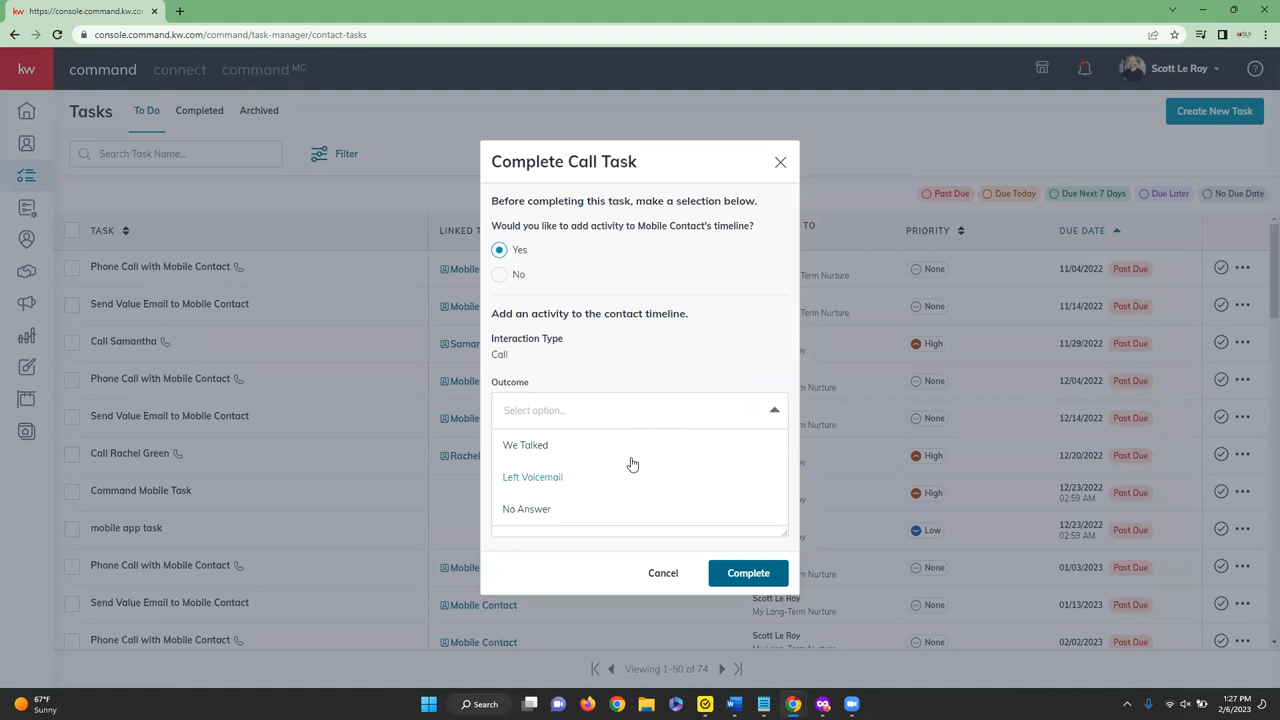 kw https://console.command.kw.co
console.command.kw.com/command/task-manager/contact-tasks
kw
command
connect
command MC
Scott Le Roy
Tasks
To Do
Completed
Archived
Create New Task
Search Task Name...
Filter
Past Due
Due Today
Due Next 7 Days
Due Later
No Due Date
TASK
LINKED T
TO
PRIORITY
DUE DATE
Phone Call with Mobile Contact
Mobile
Term Nurture
None
11/04/2022 Past Due
Send Value Email to Mobile Contact
Mobile
Term Nurture
None
11/14/2022 Past Due
Call Samantha
Samar
High
11/29/2022 Past Due
Phone Call with Mobile Contact
Mobile
Nurture
None
12/04/2022 Past Due
Send Value Email to Mobile Contact
Mobile
Nurture
None
12/14/2022 Past Due
Call Rachel Green
Rachel
High
12/20/2022 Past Due
Command Mobile Task
High
12/23/2022
02:59 AM
Past Due
mobile app task
Low
12/23/2022
02:59 AM
Past Due
Phone Call with Mobile Contact
Mobile
Nurture
None
01/03/2023 Past Due
Send Value Email to Mobile Contact
Mobile Contact
Scott Le Roy
My Long-Term Nurture
None
01/13/2023 Past Due
Phone Call with Mobile Contact
Mobile Contact
Scott Le Roy
None
02/02/2023 Past Due
Viewing 1-50 of 74
Complete Call Task
Before completing this task, make a selection below.
Would you like to add activity to Mobile Contact's timeline?
Yes
No
Add an activity to the contact timeline.
Interaction Type
Call
Outcome
Select option...
We Talked
Left Voicemail
No Answer
Cancel
Complete
67°F
Sunny
Search
1:27 PM
2/6/2023